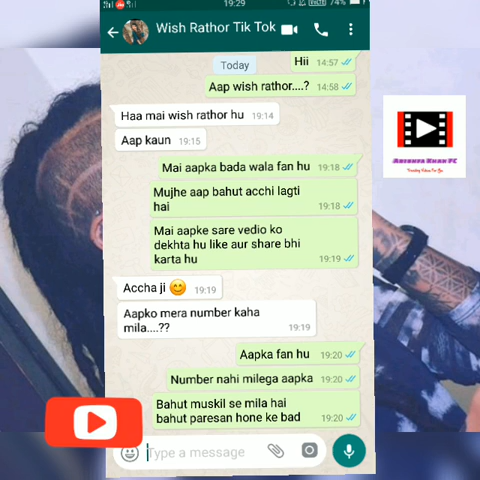 19:29
74%
Wish Rathor Tik Tok
Today
Hii 14:57
Aap wish rathor....? 14:58
Haa mai wish rathor hu 19:14
Aap kaun 19:15
Mai aapka bada wala fan hu 19:18
Mujhe aap bahut acchi lagti
hai 19:18
Mai aapke sare vedio ko
dekhta hu like aur share bhi
karta hu 19:19
Accha ji 😊 19:19
Aapko mera number kaha
mila....?? 19:19
Aapka fan hu 19:20
Number nahi milega aapka 19:20
Bahut muskil se mila hai
bahut paresan hone ke bad 19:20
Type a message